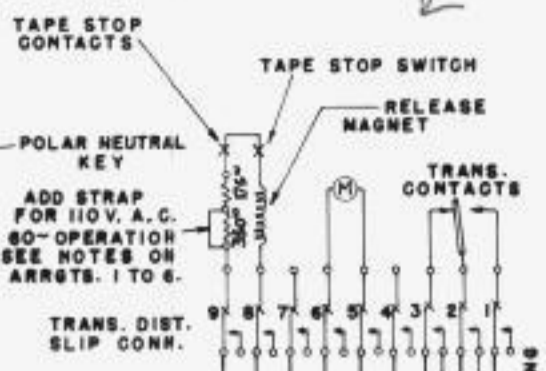 TAPE STOP
CONTACTS
TAPE STOP SWITCH
RELEASE
MAGNET
POLAR NEUTRAL
KEY
TRANS.
CONTACTS
ADD STRAP
FOR 110 V. A. C.
60~ OPERATION
SEE NOTES ON
ARRGTS. 1 TO 6.
M
9 8 7 6 5 4 3 2 1
TRANS. DIST.
SLIP CONN.